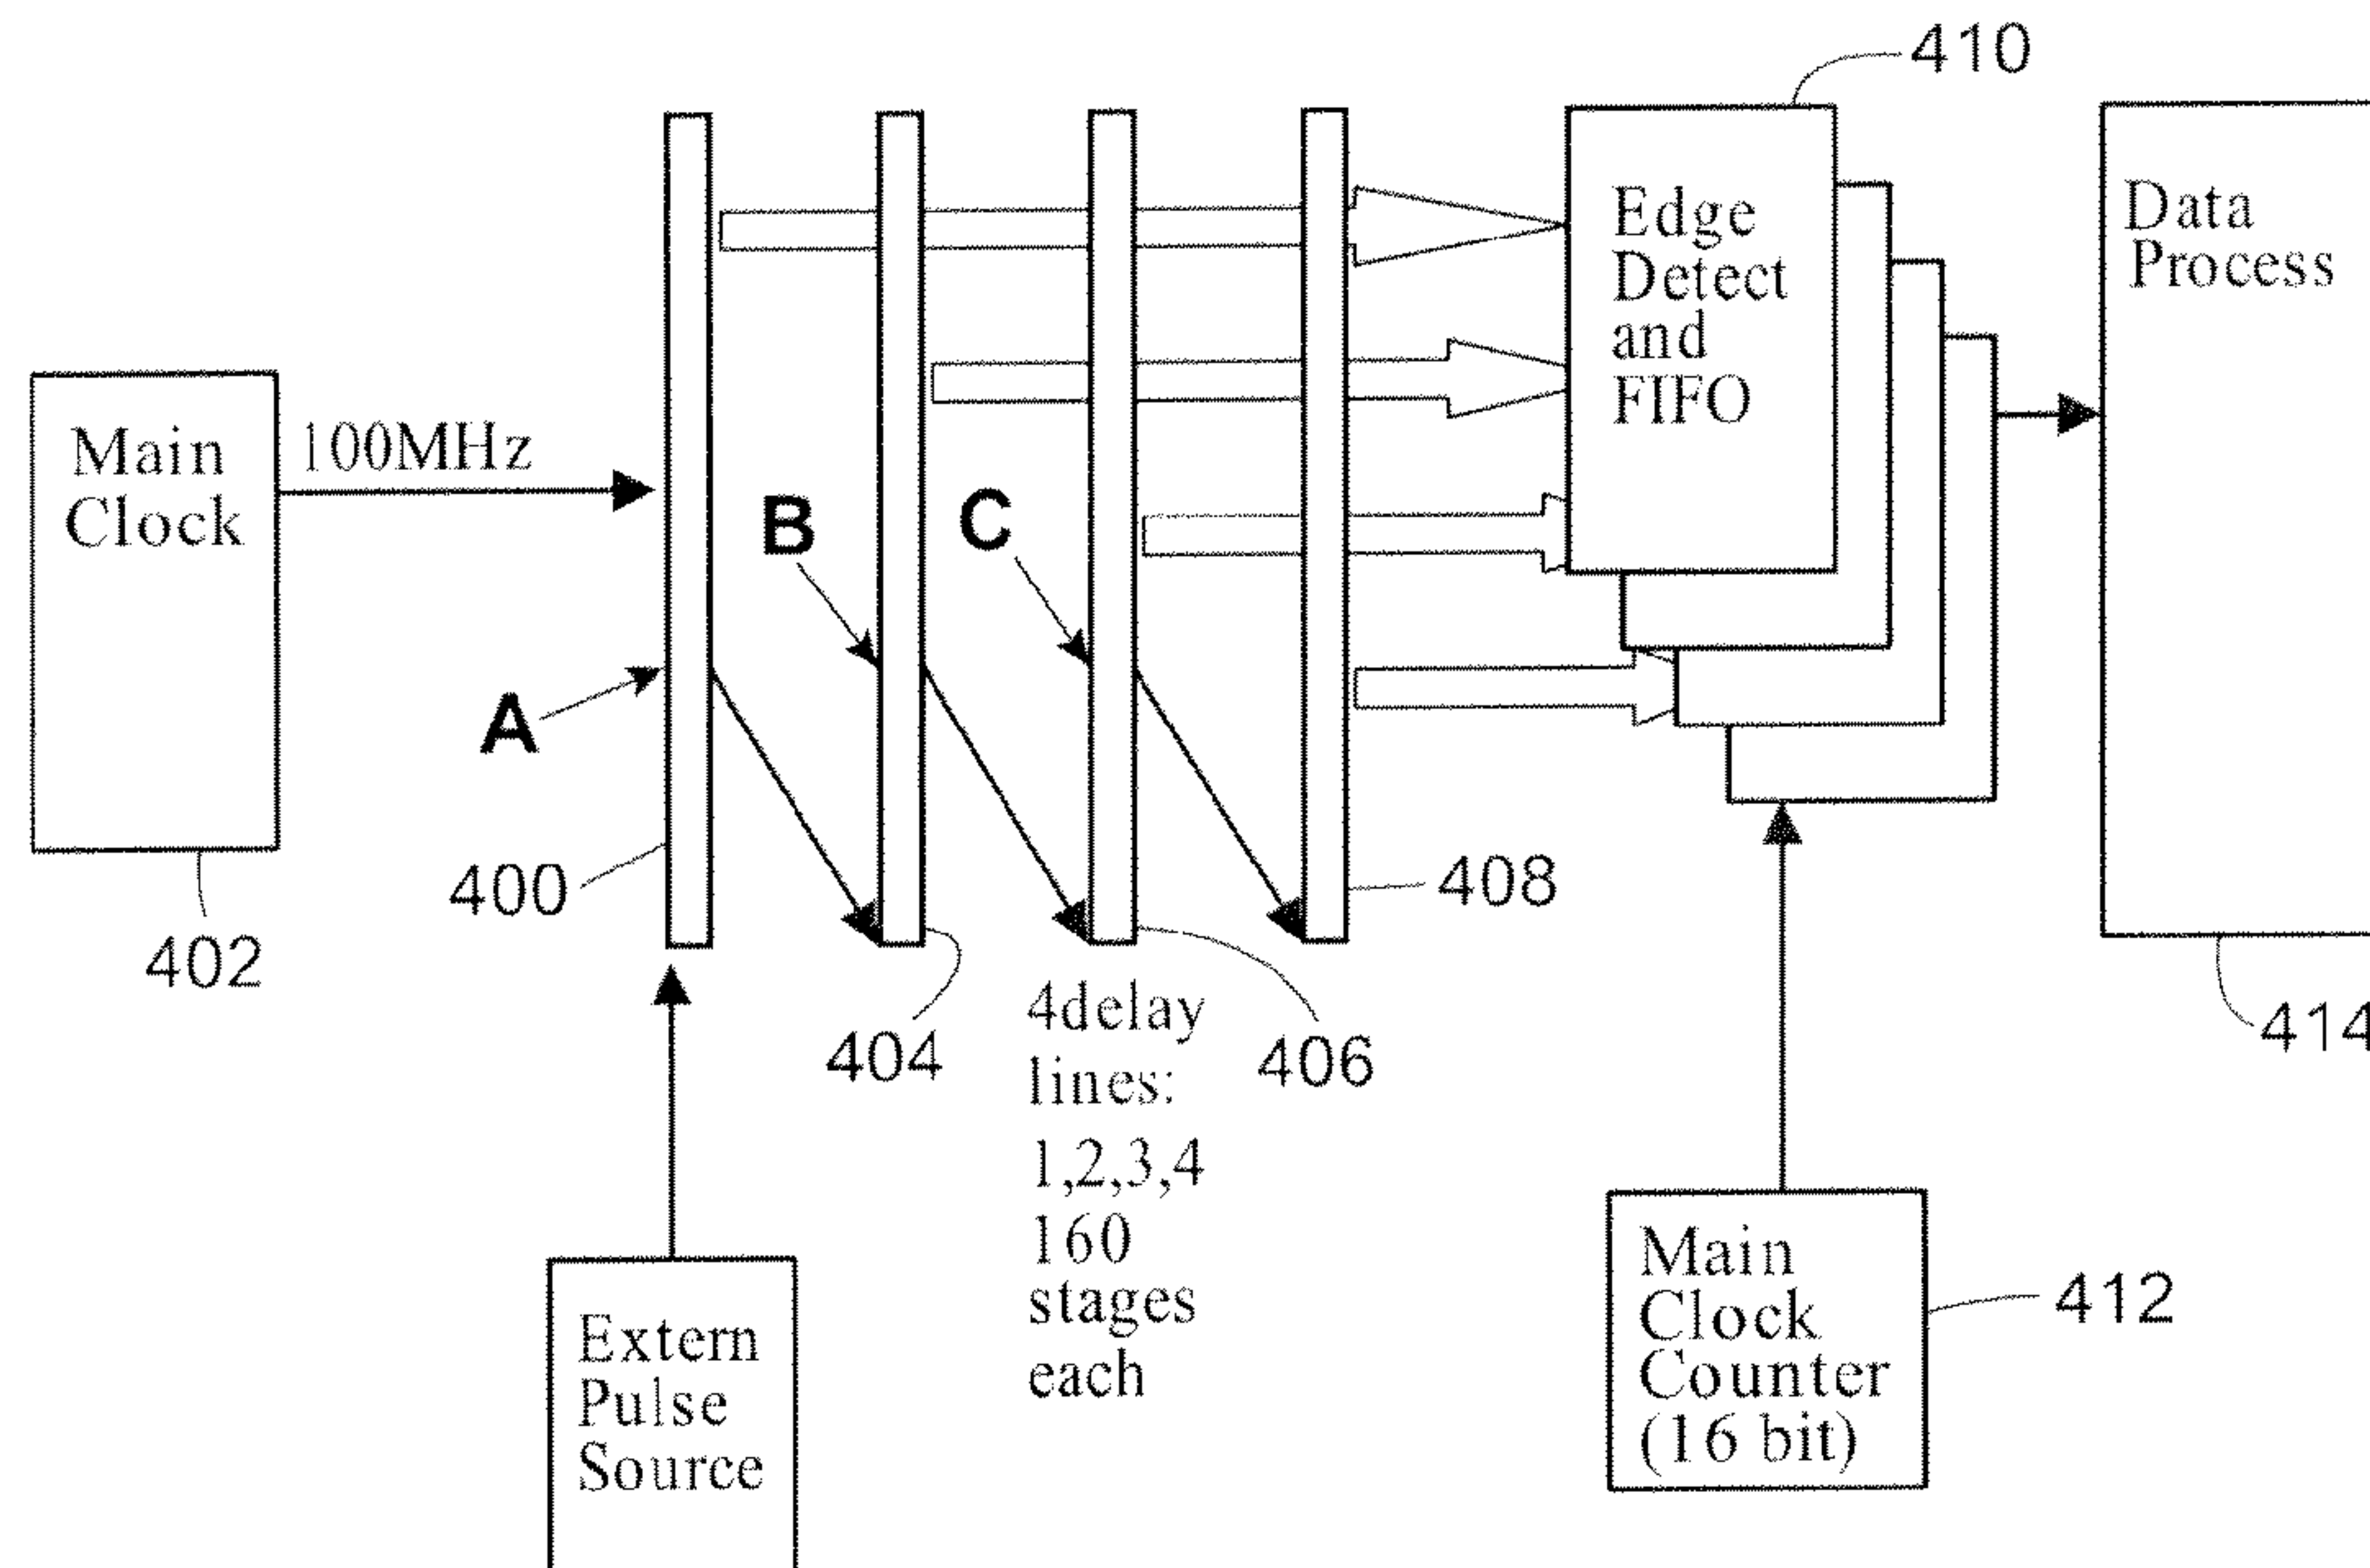 410
Edge
Detect
and
FIFO
Data
Process
Main
Clock
100MHz
B
C
A
400
402
404
4delay
lines:
1,2,3,4
160
stages
each
406
408
414
Extern
Pulse
Source
Main
Clock
Counter
(16 bit)
412